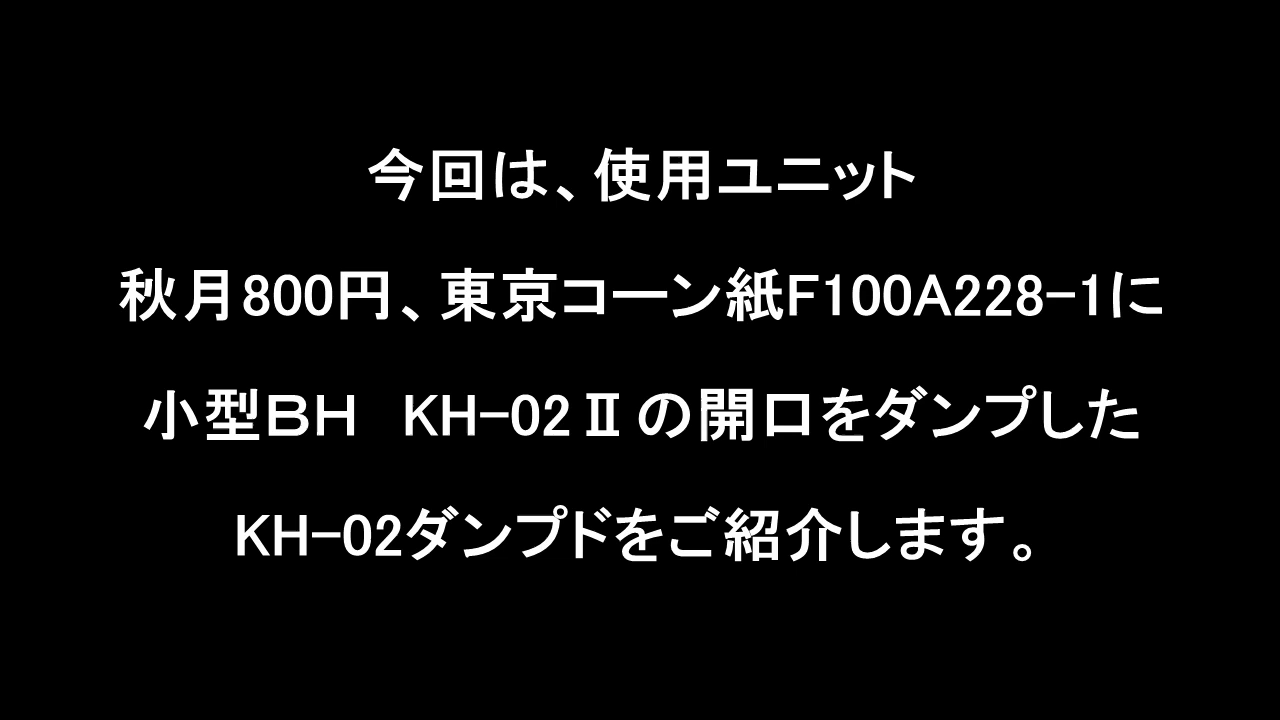 今回は、使用ユニット
秋月800円、東京コーン紙F100A228-1に
小型ＢＨ　KH-02Ⅱの開口をダンプした
KH-02ダンプドをご紹介します。